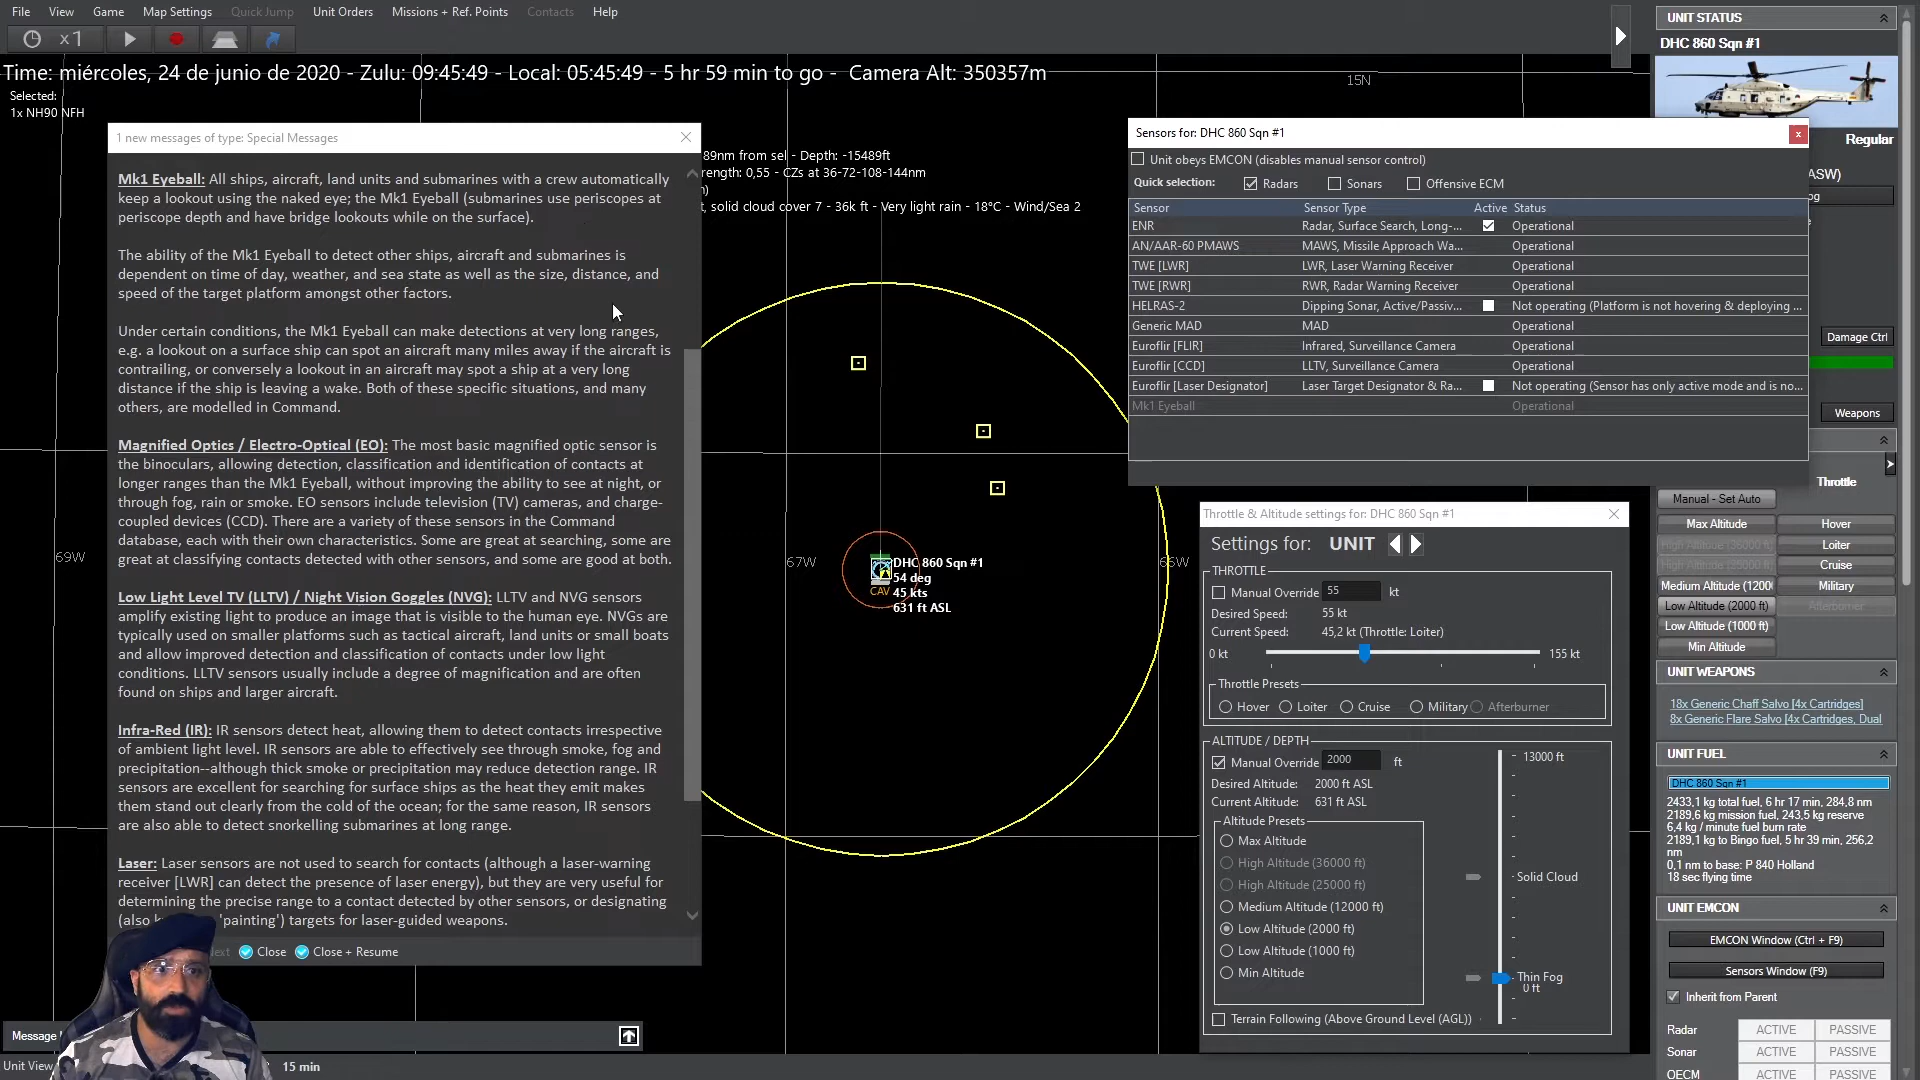 File View Game Map Settings Quick Jump Unit Orders Missions + Ref. Points Contacts Help
x1
Time: miércoles, 24 de junio de 2020 - Zulu: 09:45:49 - Local: 05:45:49 - 5 hr 59 min to go - Camera Alt: 350357m
Selected:
1x NH90 NFH
15N
69W
67W
66W
89nm from sel - Depth: -15489ft
rength: 0,55 - CZs at 36-72-108-144nm
t, solid cloud cover 7 - 36k ft - Very light rain - 18°C - Wind/Sea 2
1 new messages of type: Special Messages
Mk1 Eyeball: All ships, aircraft, land units and submarines with a crew automatically
keep a lookout using the naked eye; the Mk1 Eyeball (submarines use periscopes at
periscope depth and have bridge lookouts while on the surface).
The ability of the Mk1 Eyeball to detect other ships, aircraft and submarines is
dependent on time of day, weather, and sea state as well as the size, distance, and
speed of the target platform amongst other factors.
Under certain conditions, the Mk1 Eyeball can make detections at very long ranges,
e.g. a lookout on a surface ship can spot an aircraft many miles away if the aircraft is
contrailing, or conversely a lookout in an aircraft may spot a ship at a very long
distance if the ship is leaving a wake. Both of these specific situations, and many
others, are modelled in Command.
Magnified Optics / Electro-Optical (EO): The most basic magnified optic sensor is
the binoculars, allowing detection, classification and identification of contacts at
longer ranges than the Mk1 Eyeball, without improving the ability to see at night, or
through fog, rain or smoke. EO sensors include television (TV) cameras, and charge-
coupled devices (CCD). There are a variety of these sensors in the Command
database, each with their own characteristics. Some are great at searching, some are
great at classifying contacts detected with other sensors, and some are good at both.
Low Light Level TV (LLTV) / Night Vision Goggles (NVG): LLTV and NVG sensors
amplify existing light to produce an image that is visible to the human eye. NVGs are
typically used on smaller platforms such as tactical aircraft, land units or small boats
and allow improved detection and classification of contacts under low light
conditions. LLTV sensors usually include a degree of magnification and are often
found on ships and larger aircraft.
Infra-Red (IR): IR sensors detect heat, allowing them to detect contacts irrespective
of ambient light level. IR sensors are able to effectively see through smoke, fog and
precipitation--although thick smoke or precipitation may reduce detection range. IR
sensors are excellent for searching for surface ships as the heat they emit makes
them stand out clearly from the cold of the ocean; for the same reason, IR sensors
are also able to detect snorkelling submarines at long range.
Laser: Laser sensors are not used to search for contacts (although a laser-warning
receiver [LWR] can detect the presence of laser energy), but they are very useful for
determining the precise range to a contact detected by other sensors, or designating
(also 'painting') targets for laser-guided weapons.
Close Close + Resume
Message
Unit View
15 min
DHC 860 Sqn #1
54 deg
45 kts
631 ft ASL
CAV
Sensors for: DHC 860 Sqn #1
Unit obeys EMCON (disables manual sensor control)
Quick selection: Radars Sonars Offensive ECM
Sensor Sensor Type Active Status
ENR Radar, Surface Search, Long-... Operational
AN/AAR-60 PMAWS MAWS, Missile Approach Wa... Operational
TWE [LWR] LWR, Laser Warning Receiver Operational
TWE [RWR] RWR, Radar Warning Receiver Operational
HELRAS-2 Dipping Sonar, Active/Passiv... Not operating (Platform is not hovering & deploying ...
Generic MAD MAD Operational
Euroflir [FLIR] Infrared, Surveillance Camera Operational
Euroflir [CCD] LLTV, Surveillance Camera Operational
Euroflir [Laser Designator] Laser Target Designator & Ra... Not operating (Sensor has only active mode and is no...
Mk1 Eyeball Operational
Throttle & Altitude settings for: DHC 860 Sqn #1
Settings for: UNIT
THROTTLE
Manual Override 55 kt
Desired Speed: 55 kt
Current Speed: 45,2 kt (Throttle: Loiter)
0 kt 155 kt
Throttle Presets
Hover Loiter Cruise Military Afterburner
ALTITUDE / DEPTH
Manual Override 2000 ft
Desired Altitude: 2000 ft ASL
Current Altitude: 631 ft ASL
Altitude Presets
Max Altitude
High Altitude (36000 ft)
High Altitude (25000 ft)
Medium Altitude (12000 ft)
Low Altitude (2000 ft)
Low Altitude (1000 ft)
Min Altitude
13000 ft
Solid Cloud
Thin Fog
0 ft
Terrain Following (Above Ground Level (AGL))
UNIT STATUS
DHC 860 Sqn #1
Regular
ASW)
og
Damage Ctrl
Weapons
Throttle
Manual - Set Auto
Max Altitude Hover
High Altitude (36000 ft) Loiter
High Altitude (25000 ft) Cruise
Medium Altitude (1200 Military
Low Altitude (2000 ft) Afterburner
Low Altitude (1000 ft)
Min Altitude
UNIT WEAPONS
18x Generic Chaff Salvo [4x Cartridges]
8x Generic Flare Salvo [4x Cartridges, Dual
UNIT FUEL
DHC 860 Sqn #1
2433,1 kg total fuel, 6 hr 17 min, 284,8 nm
2189,6 kg mission fuel, 243,5 kg reserve
6,4 kg / minute fuel burn rate
2189,1 kg to Bingo fuel, 5 hr 39 min, 256,2
nm
0,1 nm to base: P 840 Holland
18 sec flying time
UNIT EMCON
EMCON Window (Ctrl + F9)
Sensors Window (F9)
Inherit from Parent
Radar ACTIVE PASSIVE
Sonar ACTIVE PASSIVE
OECM ACTIVE PASSIVE